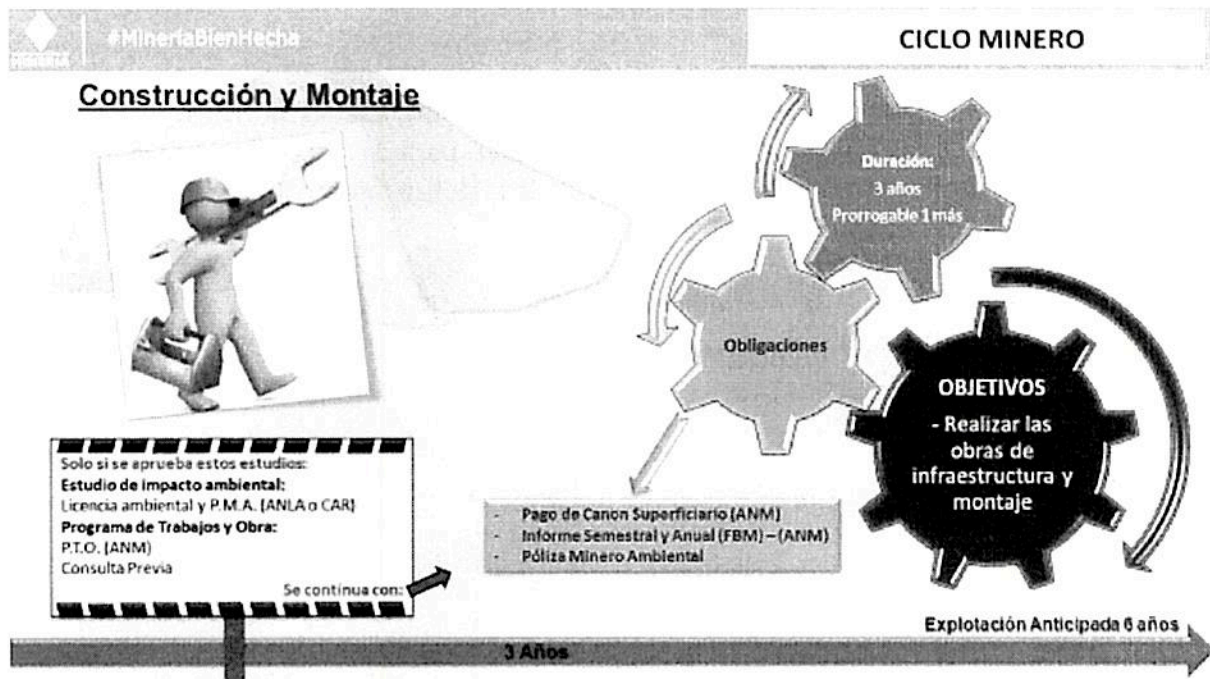 #MineríaBienHecha
CICLO MINERO
Construcción y Montaje
Duración:
3 años
Prorrogable 1 más
Obligaciones
OBJETIVOS
- Realizar las
obras de
infraestructura y
montaje
Solo si se aprueba estos estudios:
Estudio de impacto ambiental:
Licencia ambiental y P.M.A. (ANLA o CAR)
Programa de Trabajos y Obra:
P.T.O. (ANM)
Consulta Previa
Se continua con:
- Pago de Canon Superficiario (ANM)
- Informe Semestral y Anual (FBM) – (ANM)
- Póliza Minero Ambiental
Explotación Anticipada 6 años
3 Años